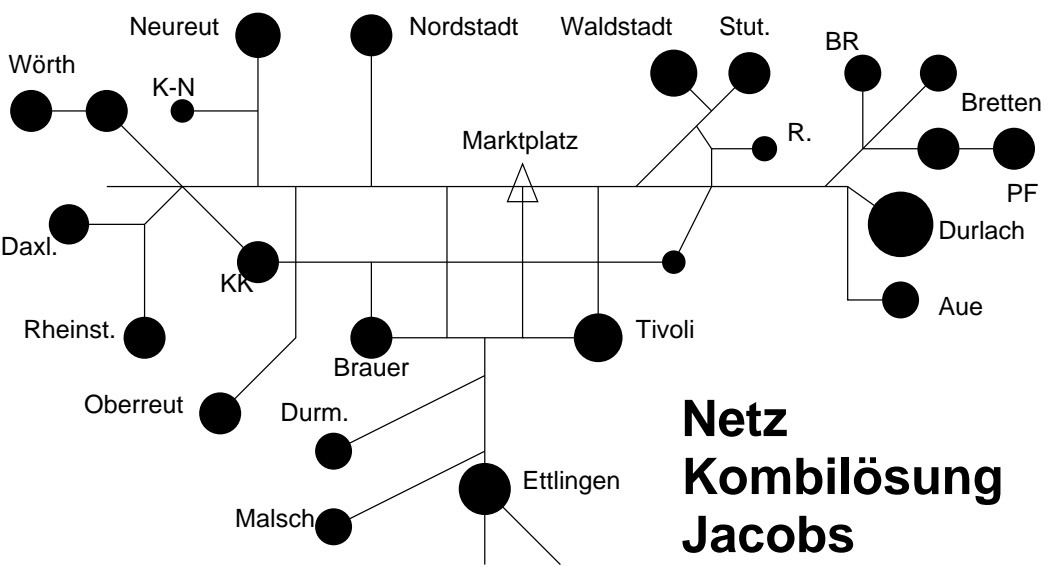 Neureut
Nordstadt
Waldstadt
Stut.
BR
Wörth
K-N
Bretten
Marktplatz
R.
PF
Daxl.
Durlach
KK
Aue
Rheinst.
Tivoli
Brauer
Oberreut
Durm.
Ettlingen
Malsch
Netz
Kombilösung
Jacobs